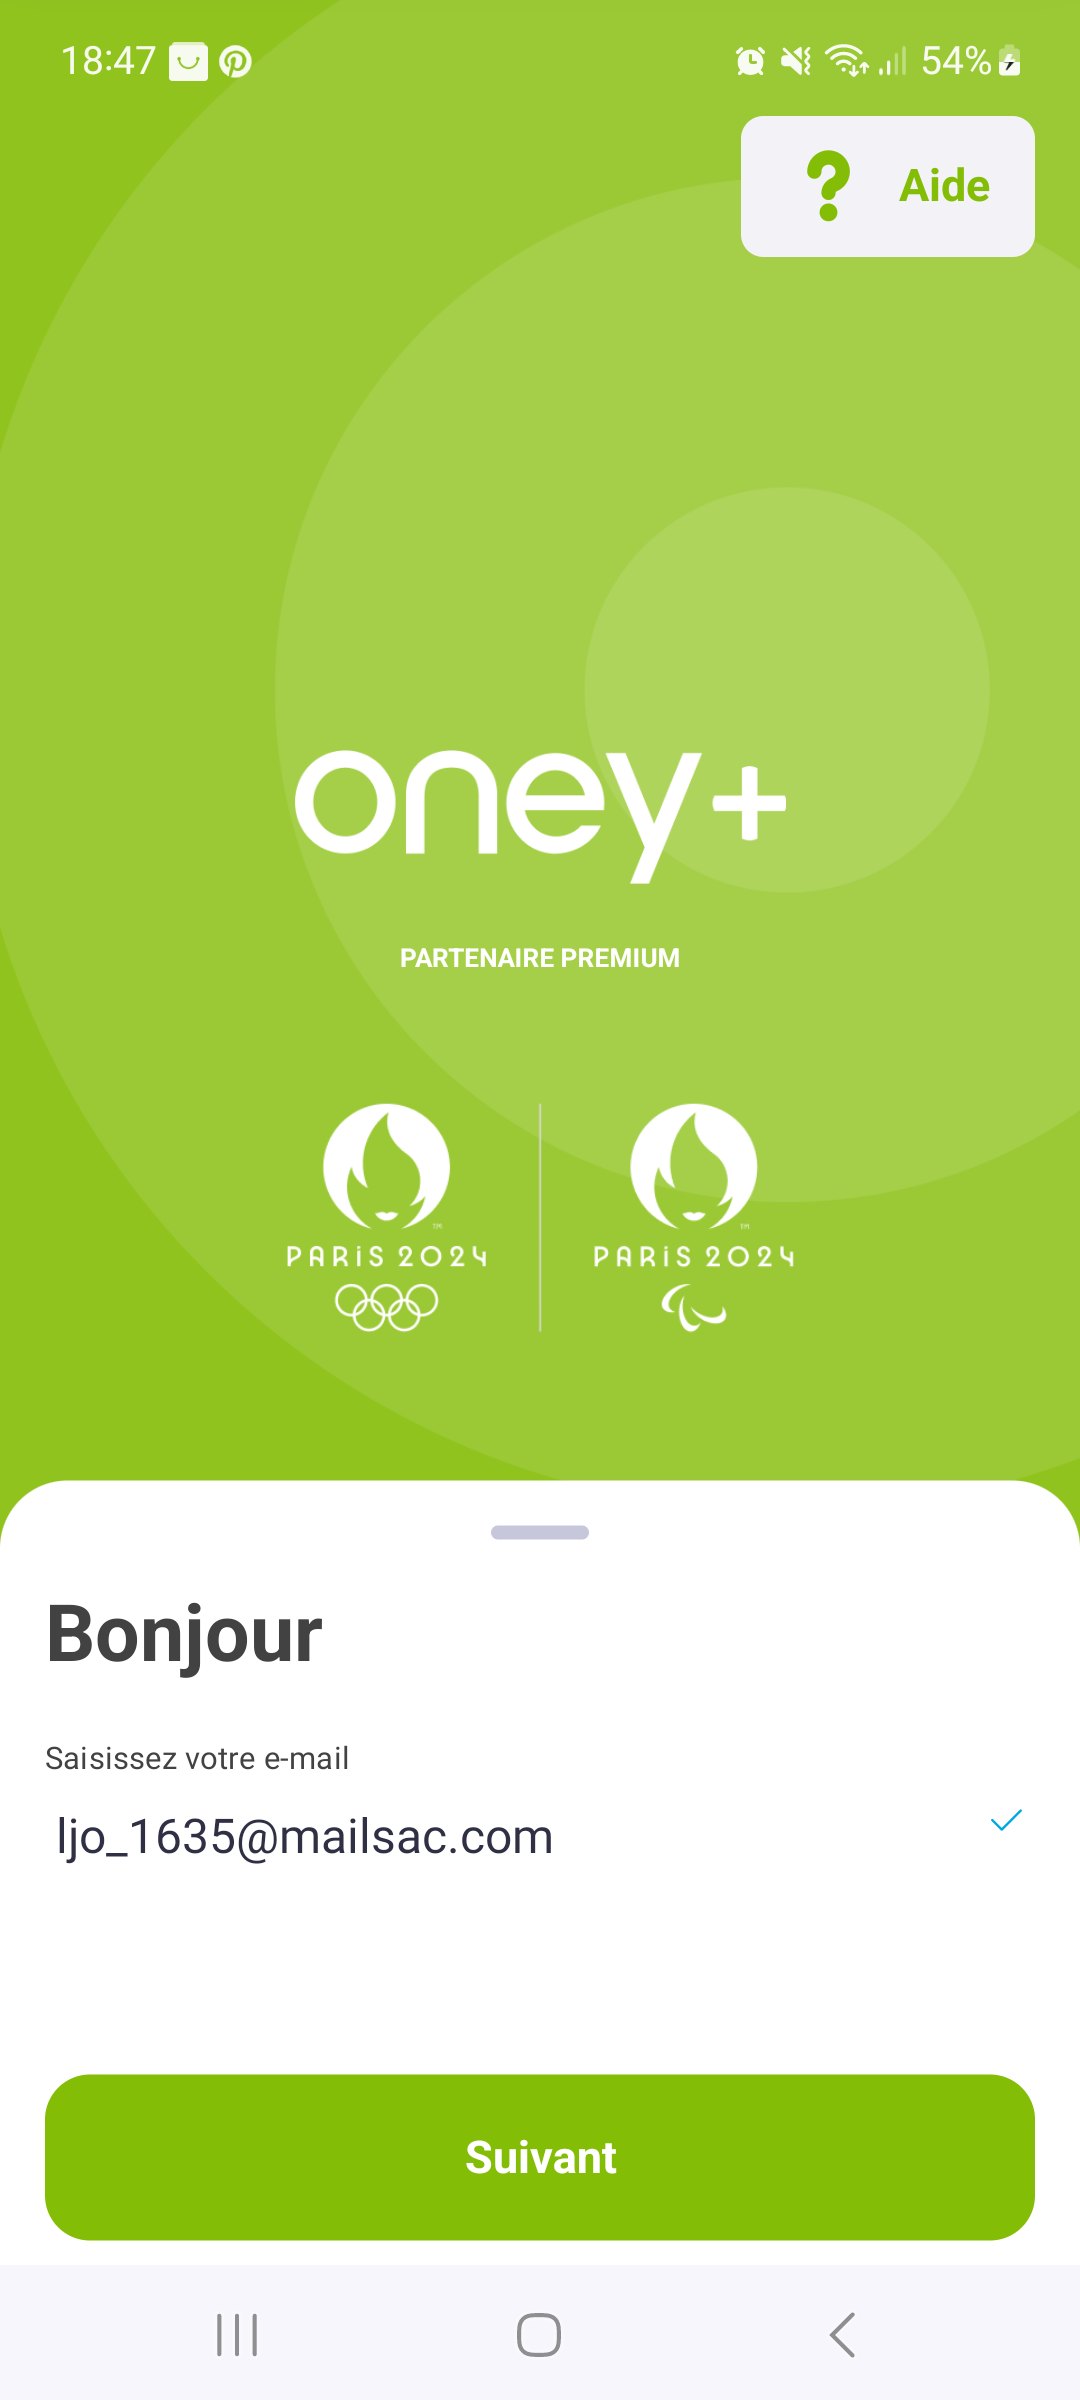 18:47
54%
Aide
oney+
PARTENAIRE PREMIUM
PARIS 2024
PARIS 2024
Bonjour
Saisissez votre e-mail
ljo_1635@mailsac.com
Suivant